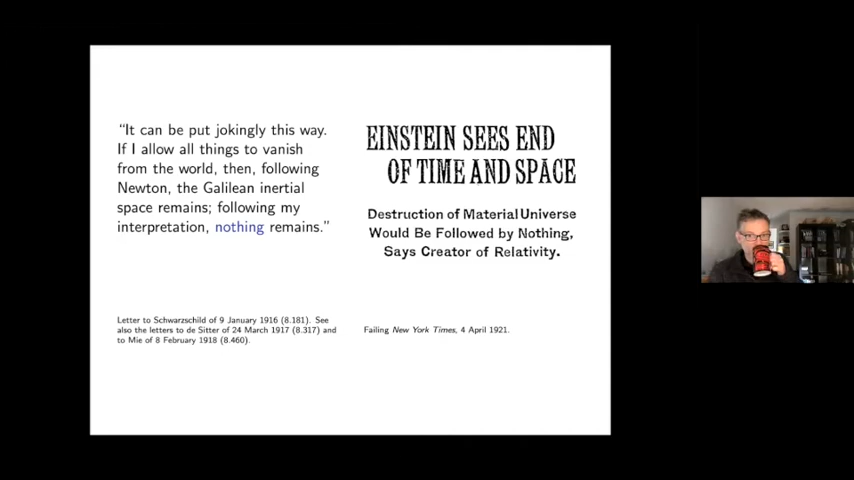 “It can be put jokingly this way.
If I allow all things to vanish
from the world, then, following
Newton, the Galilean inertial
space remains; following my
interpretation, nothing remains.”
Letter to Schwarzschild of 9 January 1916 (8.181). See
also the letters to de Sitter of 24 March 1917 (8.317) and
to Mie of 8 February 1918 (8.460).
EINSTEIN SEES END
OF TIME AND SPACE
Destruction of Material Universe
Would Be Followed by Nothing,
Says Creator of Relativity.
Failing New York Times, 4 April 1921.